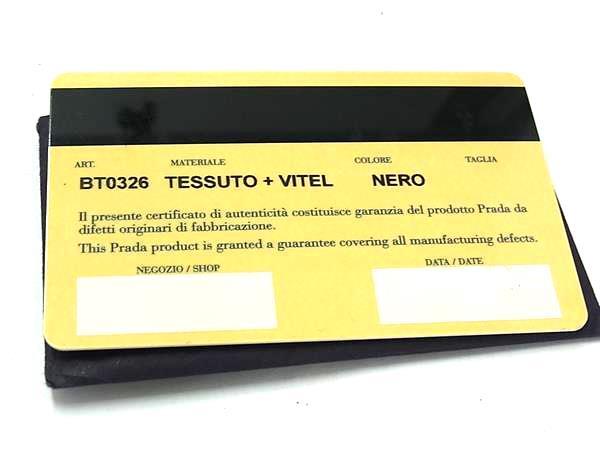 ART. MATERIALE COLORE TAGLIA
BT0326 TESSUTO + VITEL NERO
Il presente certificato di autenticità costituisce garanzia del prodotto Prada da
difetti originari di fabbricazione.
This Prada product is granted a guarantee covering all manufacturing defects.
NEGOZIO / SHOP DATA / DATE